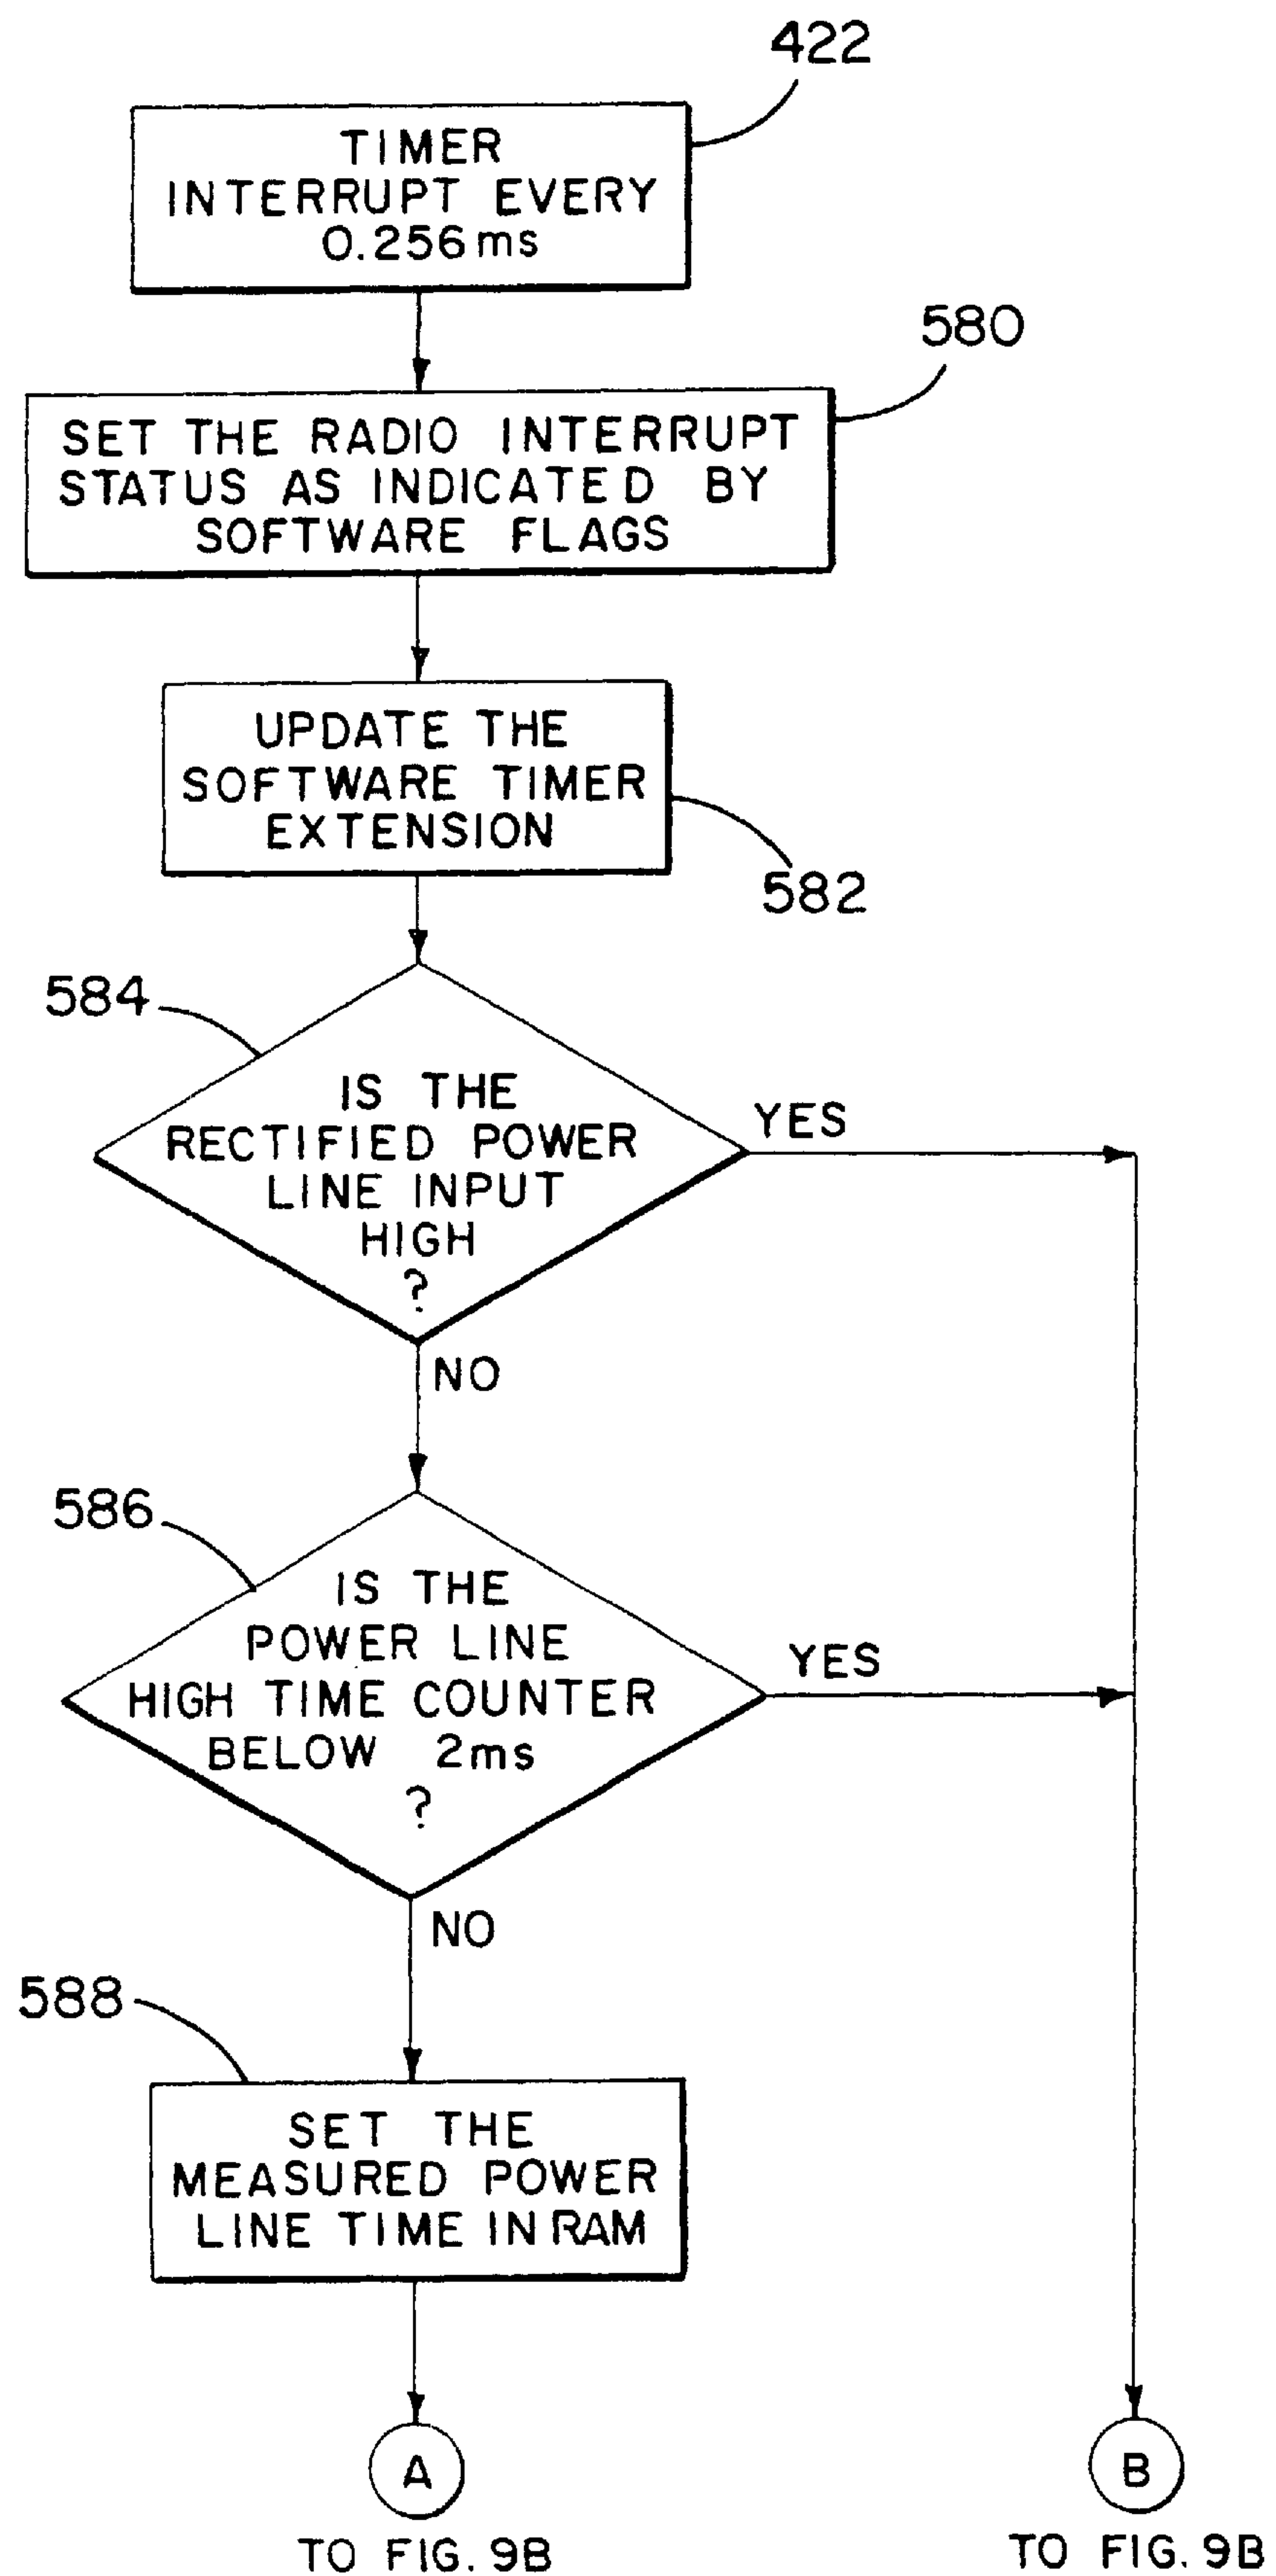 422
TIMER
INTERRUPT EVERY
0.256ms
580
SET THE RADIO INTERRUPT
STATUS AS INDICATED BY
SOFTWARE FLAGS
UPDATE THE
SOFTWARE TIMER
EXTENSION
582
584
IS THE
RECTIFIED POWER
LINE INPUT
HIGH
?
YES
NO
586
IS THE
POWER LINE
HIGH TIME COUNTER
BELOW 2ms
?
YES
NO
588
SET THE
MEASURED POWER
LINE TIME IN RAM
A
B
TO FIG. 9B
TO FIG. 9B